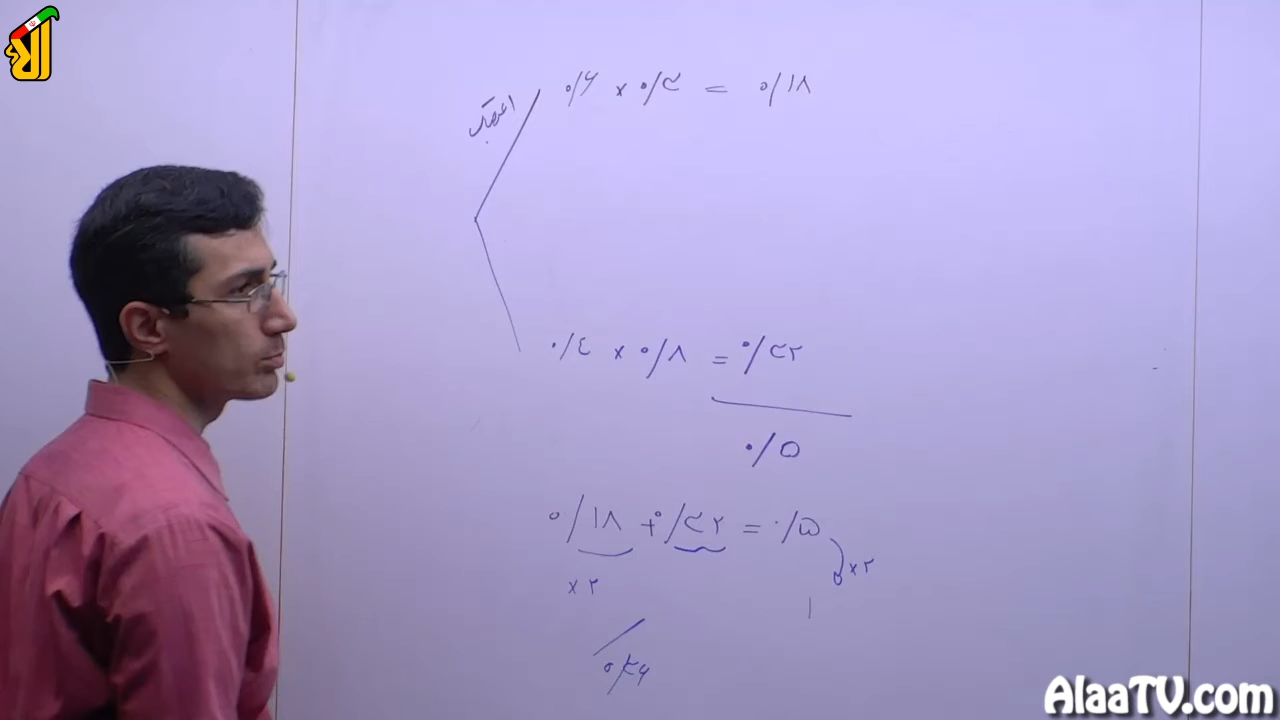 ۰/۶ × ۰/۳ = ۰/۱۸
۰/۴ × ۰/۸ = ۰/۳۲
۰/۵
۰/۱۸ + ۰/۳۲ = ۰/۵
×۲
×۲
۱
۰/۳۶
AlaaTV.com